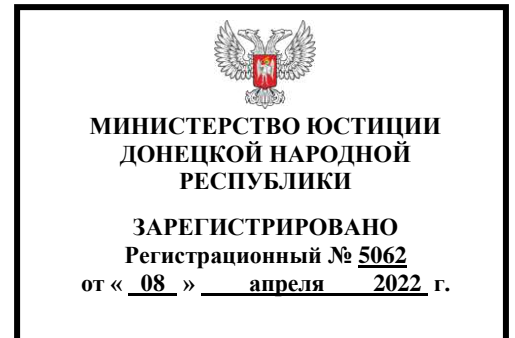 МИНИСТЕРСТВО ЮСТИЦИИ
ДОНЕЦКОЙ НАРОДНОЙ
РЕСПУБЛИКИ
ЗАРЕГИСТРИРОВАНО
Регистрационный № 5062
от « 08 » апреля 2022 г.